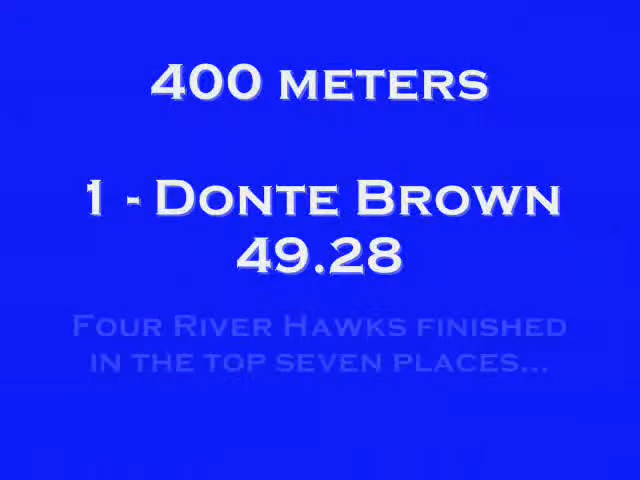 400 METERS
1 - DONTE BROWN
49.28
FOUR RIVER HAWKS FINISHED
IN THE TOP SEVEN PLACES...